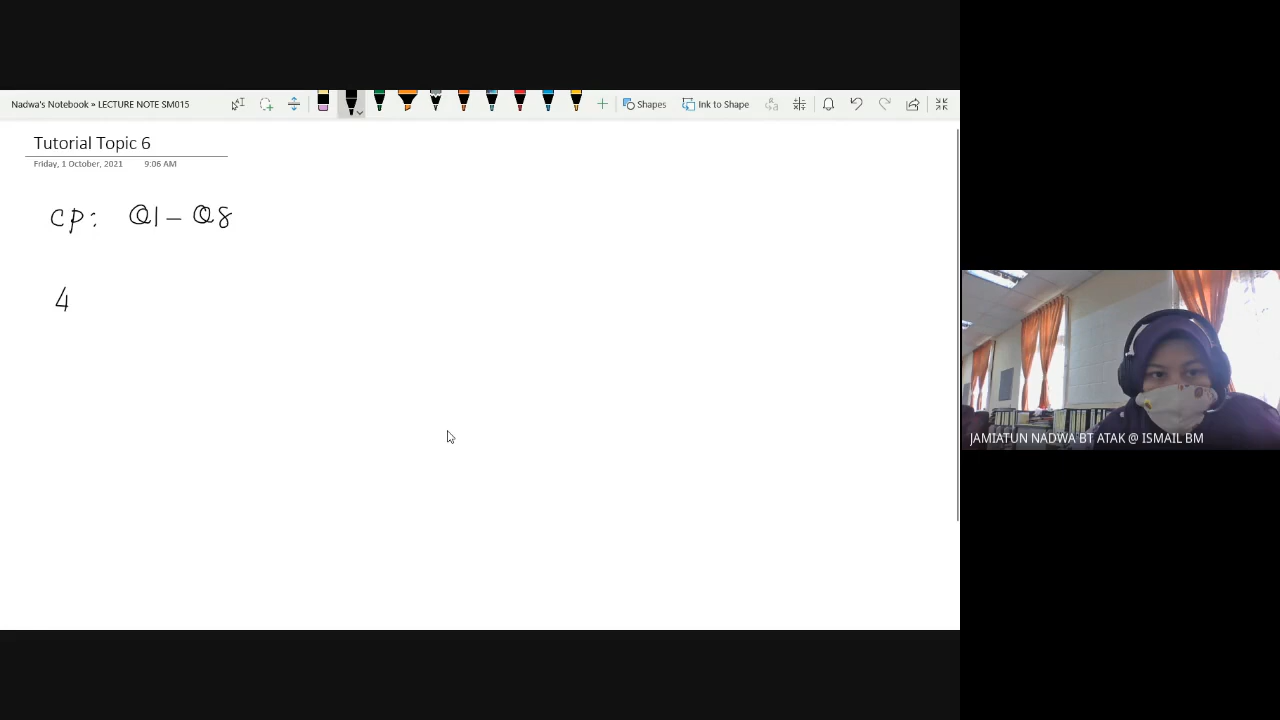 Nadwa's Notebook » LECTURE NOTE SM015
Shapes
Ink to Shape
Tutorial Topic 6
Friday, 1 October, 2021 9:06 AM
CP: Q1 – Q8
4
JAMIATUN NADWA BT ATAK @ ISMAIL BM